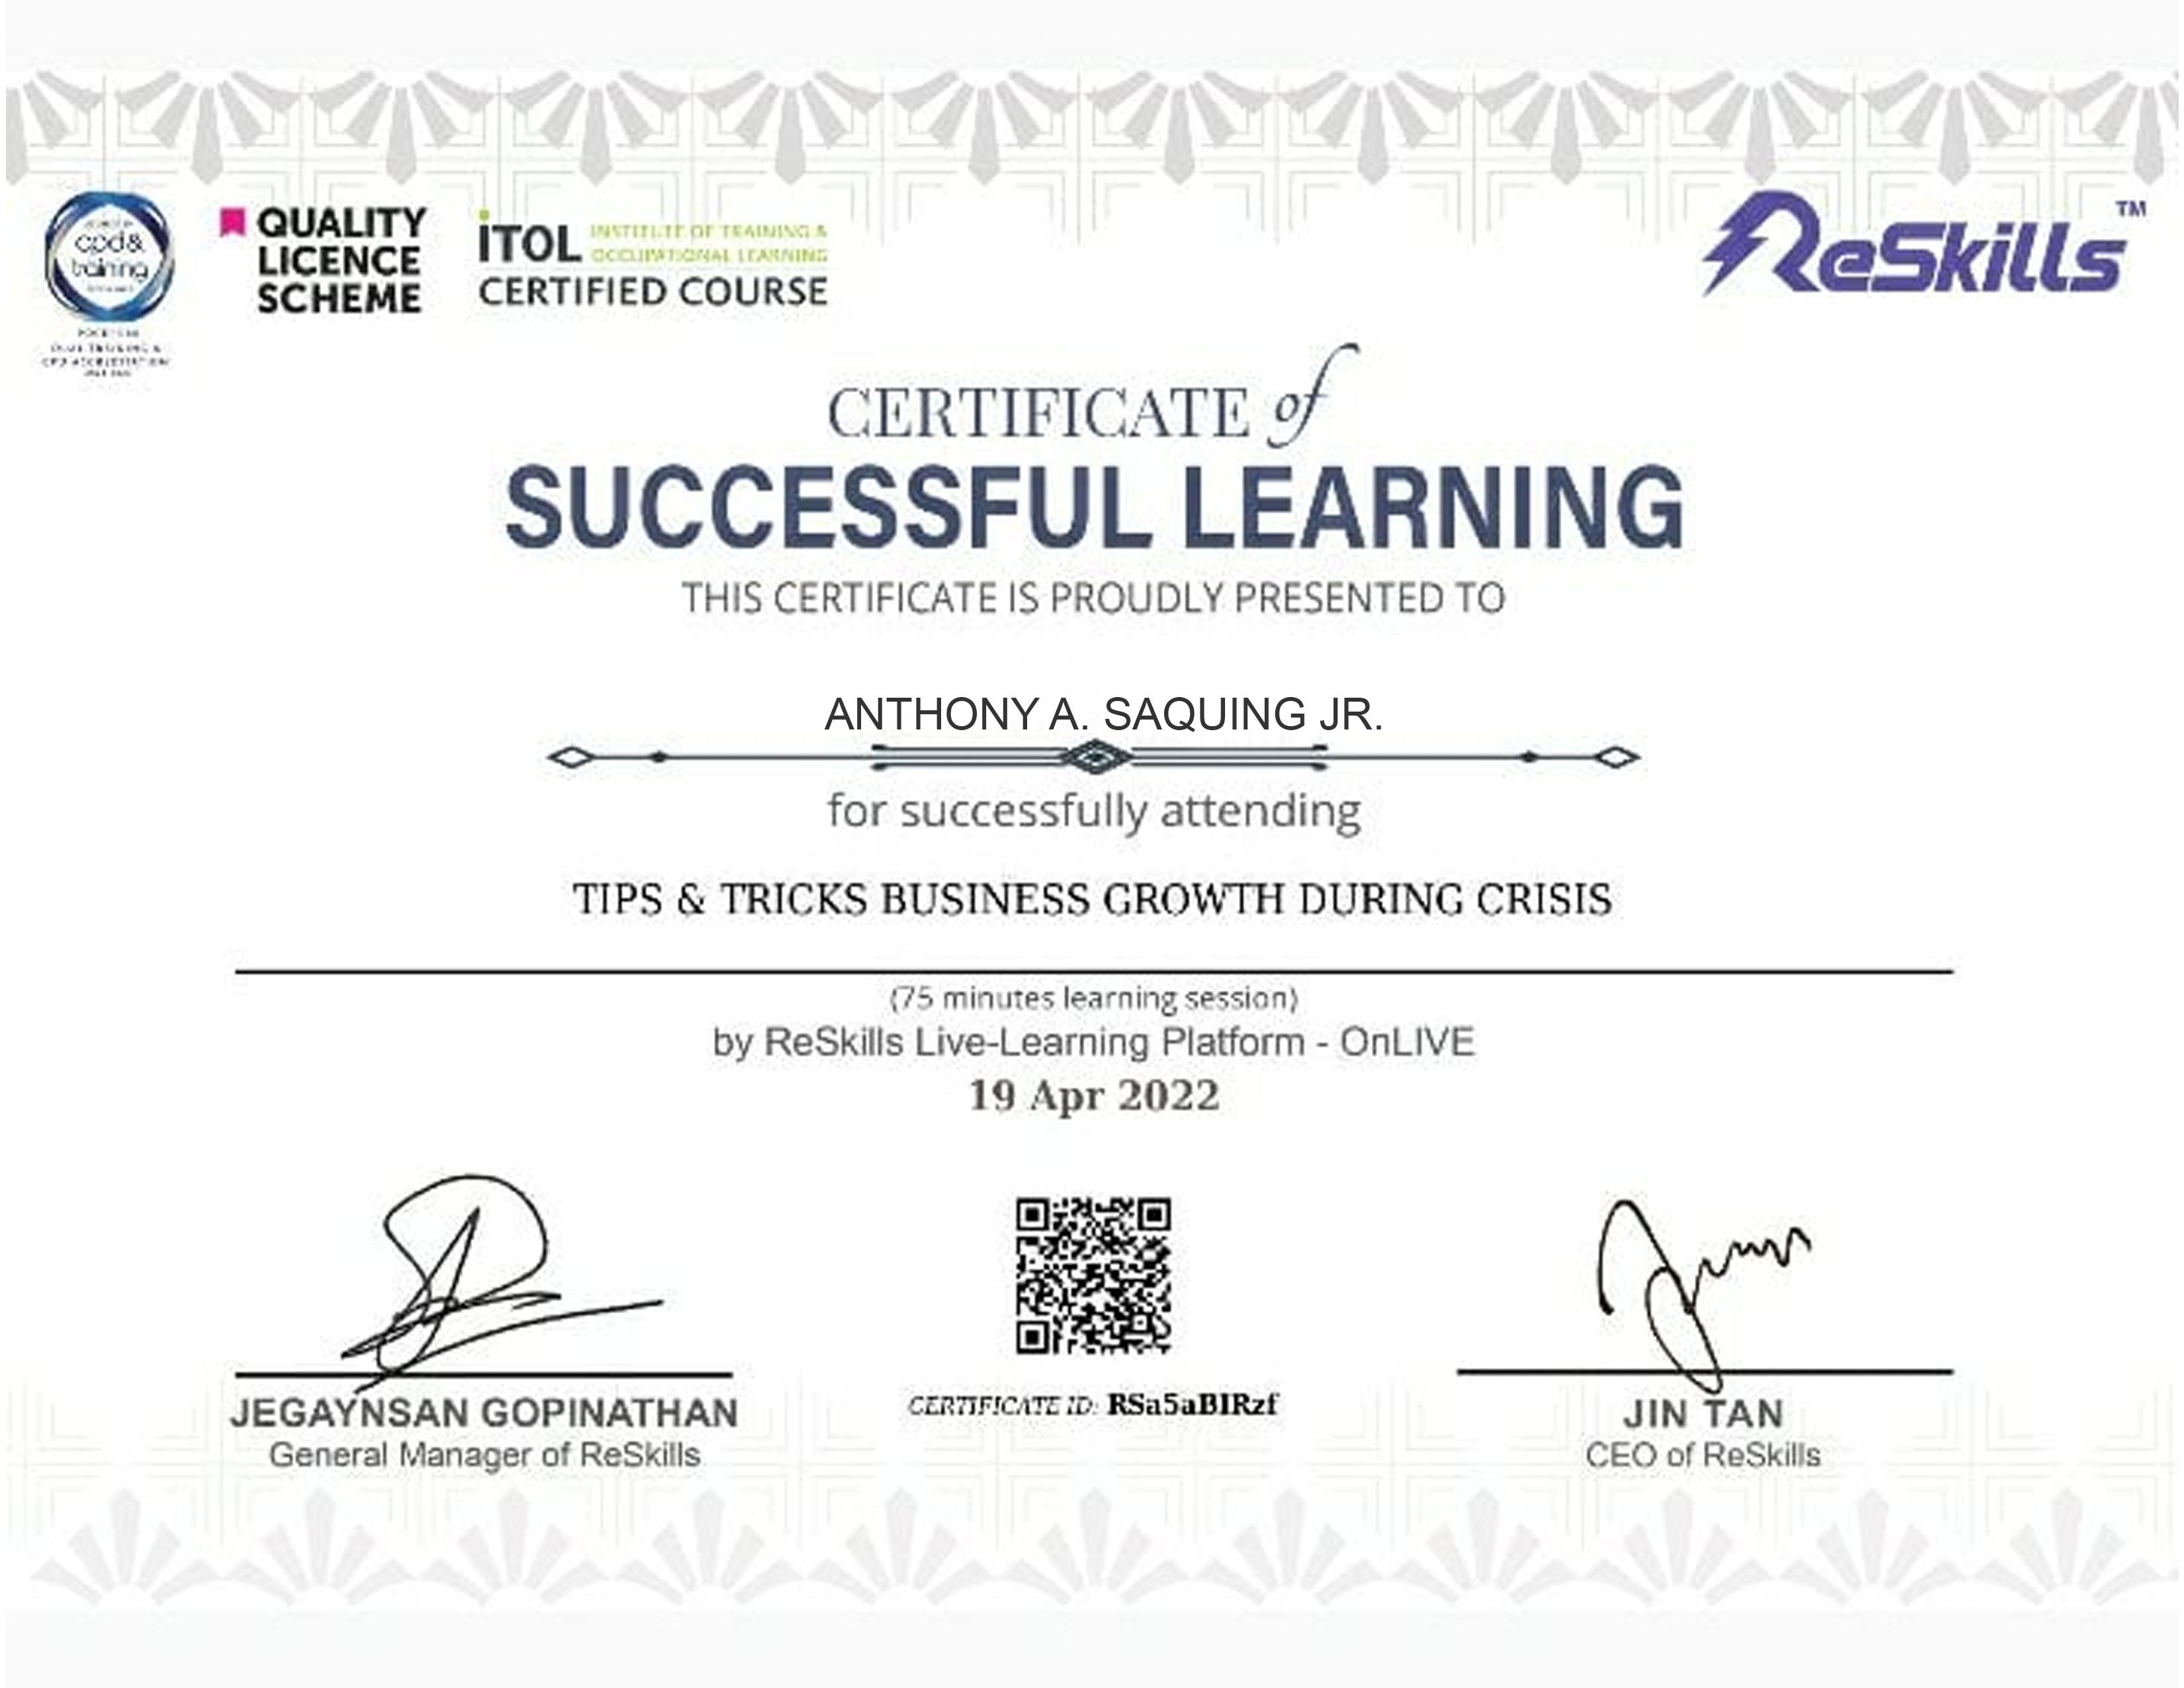 cpd &
training
QUALITY
LICENCE
SCHEME
iTOL INSTITUTE OF TRAINING &
OCCUPATIONAL LEARNING
CERTIFIED COURSE
ReSkills TM
CERTIFICATE of
SUCCESSFUL LEARNING
THIS CERTIFICATE IS PROUDLY PRESENTED TO
ANTHONY A. SAQUING JR.
for successfully attending
TIPS & TRICKS BUSINESS GROWTH DURING CRISIS
(75 minutes learning session)
by ReSkills Live-Learning Platform - OnLIVE
19 Apr 2022
JEGAYNSAN GOPINATHAN
General Manager of ReSkills
CERTIFICATE ID: RSa5aBIRzf
JIN TAN
CEO of ReSkills